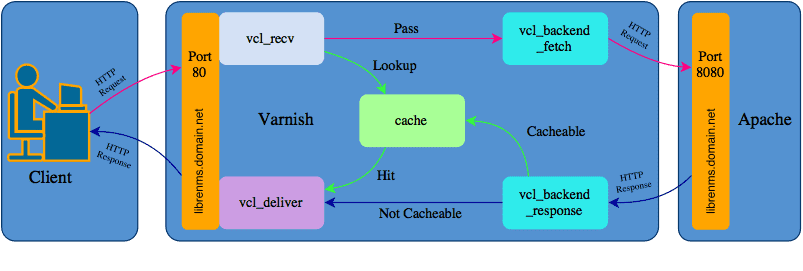 Client
HTTP
Request
HTTP
Response
Port
80
librenms.domain.net
vcl_recv
Pass
vcl_backend
_fetch
Lookup
Varnish
cache
Cacheable
Hit
vcl_deliver
Not Cacheable
vcl_backend
_response
HTTP
Request
HTTP
Response
Port
8080
librenms.domain.net
Apache